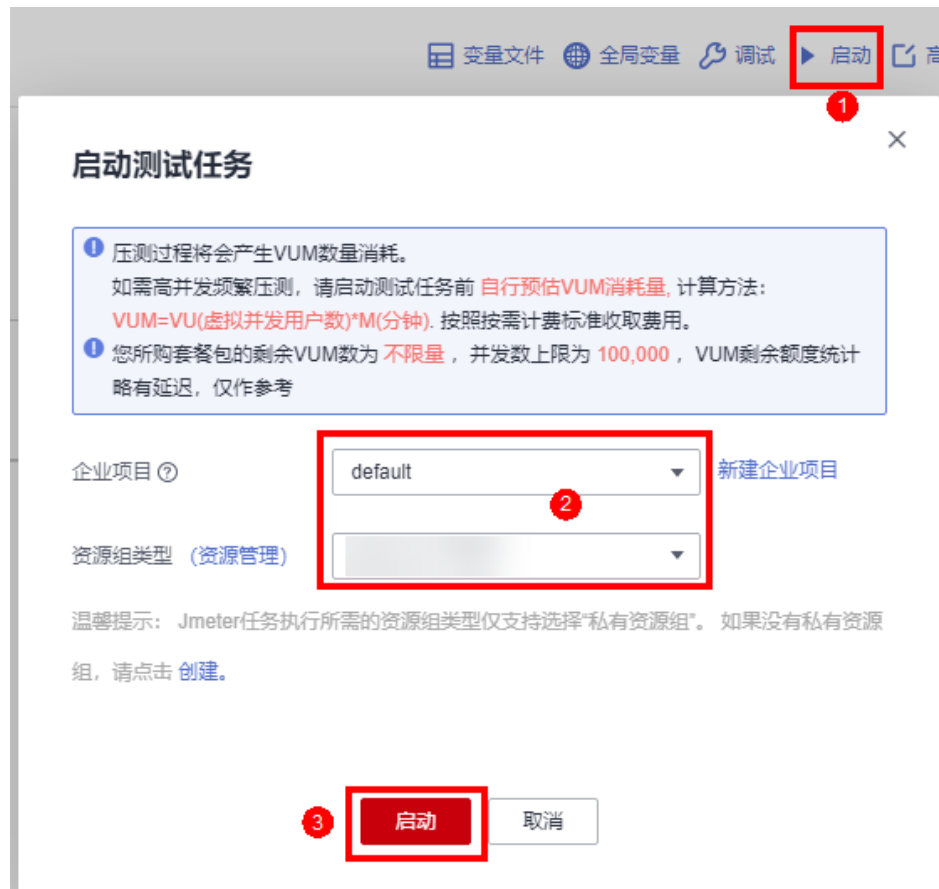 变量文件 全局变量 调试 启动 高
1
启动测试任务
压测过程将会产生VUM数量消耗。
如需高并发频繁压测，请启动测试任务前 自行预估VUM消耗量, 计算方法：
VUM=VU(虚拟并发用户数)*M(分钟). 按照按需计费标准收取费用。
您所购套餐包的剩余VUM数为 不限量 ，并发数上限为 100,000 ，VUM剩余额度统计
略有延迟，仅作参考
企业项目 default 新建企业项目
2
资源组类型 (资源管理)
温馨提示： Jmeter任务执行所需的资源组类型仅支持选择“私有资源组”。 如果没有私有资源
组，请点击 创建。
3 启动 取消